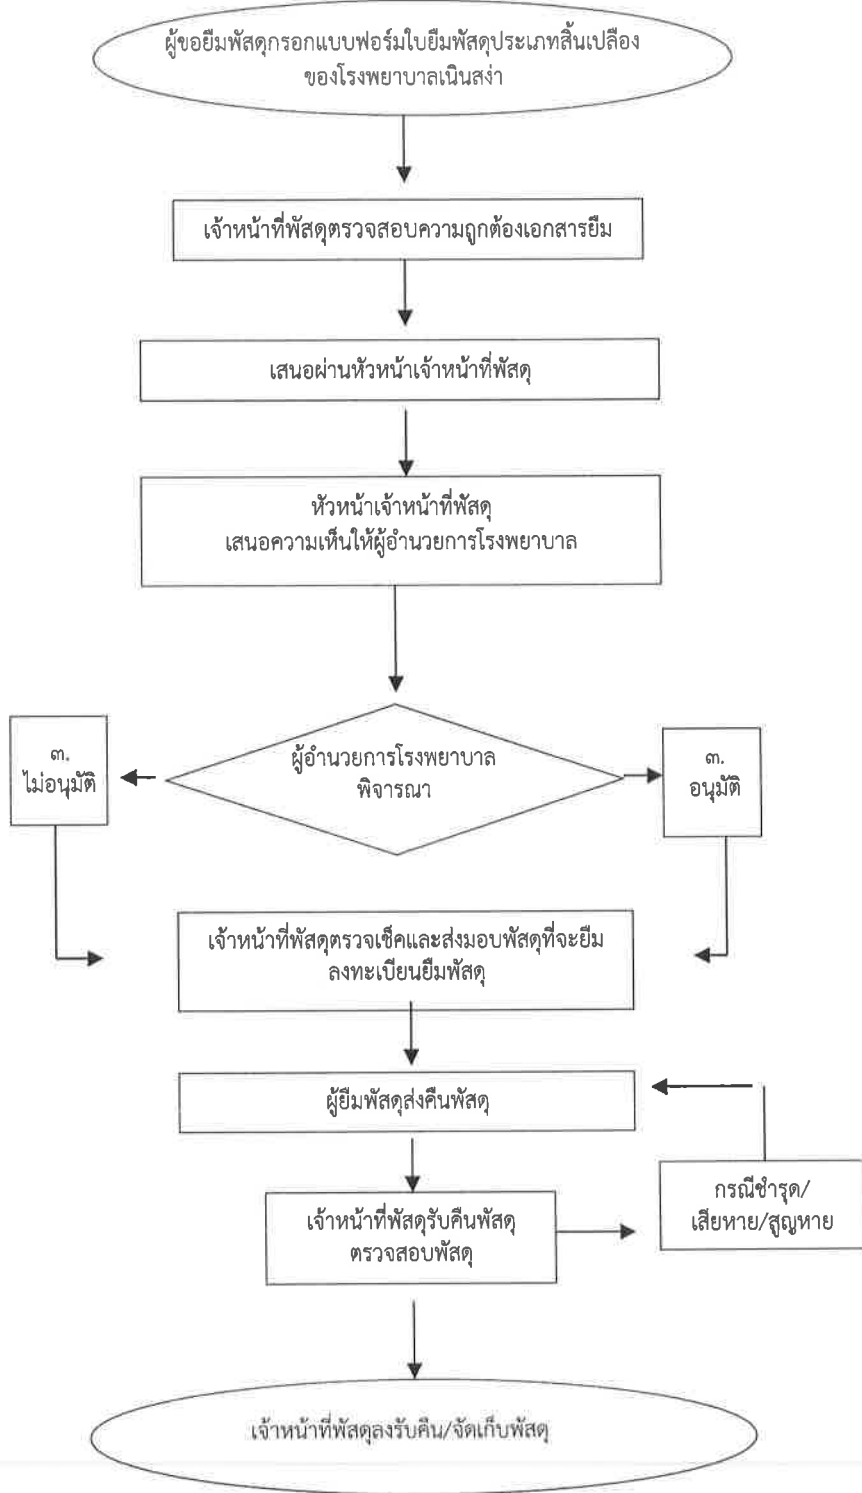 ผู้ขอยืมพัสดุกรอกแบบฟอร์มใบยืมพัสดุประเภทสิ้นเปลือง
ของโรงพยาบาลเนินสง่า
เจ้าหน้าที่พัสดุตรวจสอบความถูกต้องเอกสารยืม
เสนอผ่านหัวหน้าเจ้าหน้าที่พัสดุ
หัวหน้าเจ้าหน้าที่พัสดุ
เสนอความเห็นให้ผู้อำนวยการโรงพยาบาล
๓.
ไม่อนุมัติ
ผู้อำนวยการโรงพยาบาล
พิจารณา
๓.
อนุมัติ
เจ้าหน้าที่พัสดุตรวจเช็คและส่งมอบพัสดุที่จะยืม
ลงทะเบียนยืมพัสดุ
ผู้ยืมพัสดุส่งคืนพัสดุ
เจ้าหน้าที่พัสดุรับคืนพัสดุ
ตรวจสอบพัสดุ
กรณีชำรุด/
เสียหาย/สูญหาย
เจ้าหน้าที่พัสดุลงรับคืน/จัดเก็บพัสดุ